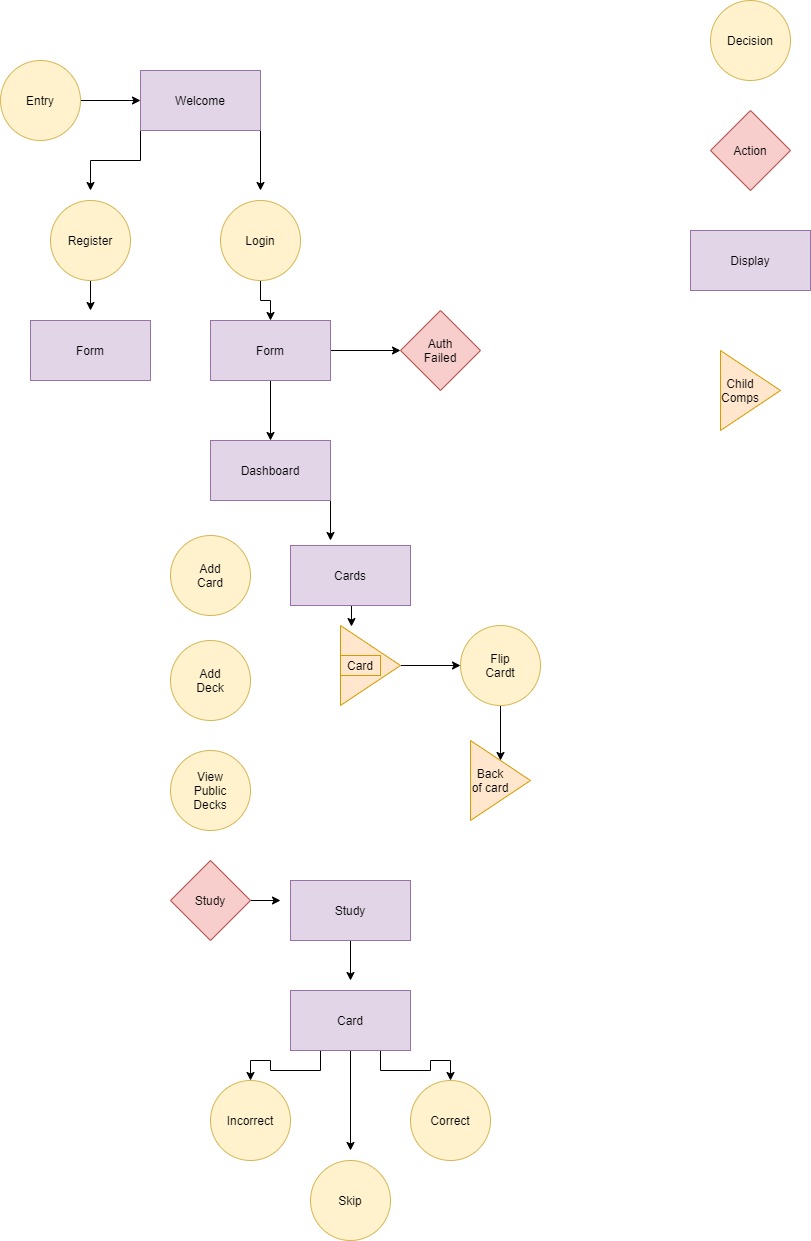 Decision
Entry
Welcome
Action
Register
Login
Display
Form
Form
Auth
Failed
Child
Comps
Dashboard
Add
Card
Cards
Card
Flip
Cardt
Add
Deck
View
Public
Decks
Back
of card
Study
Study
Card
Incorrect
Correct
Skip